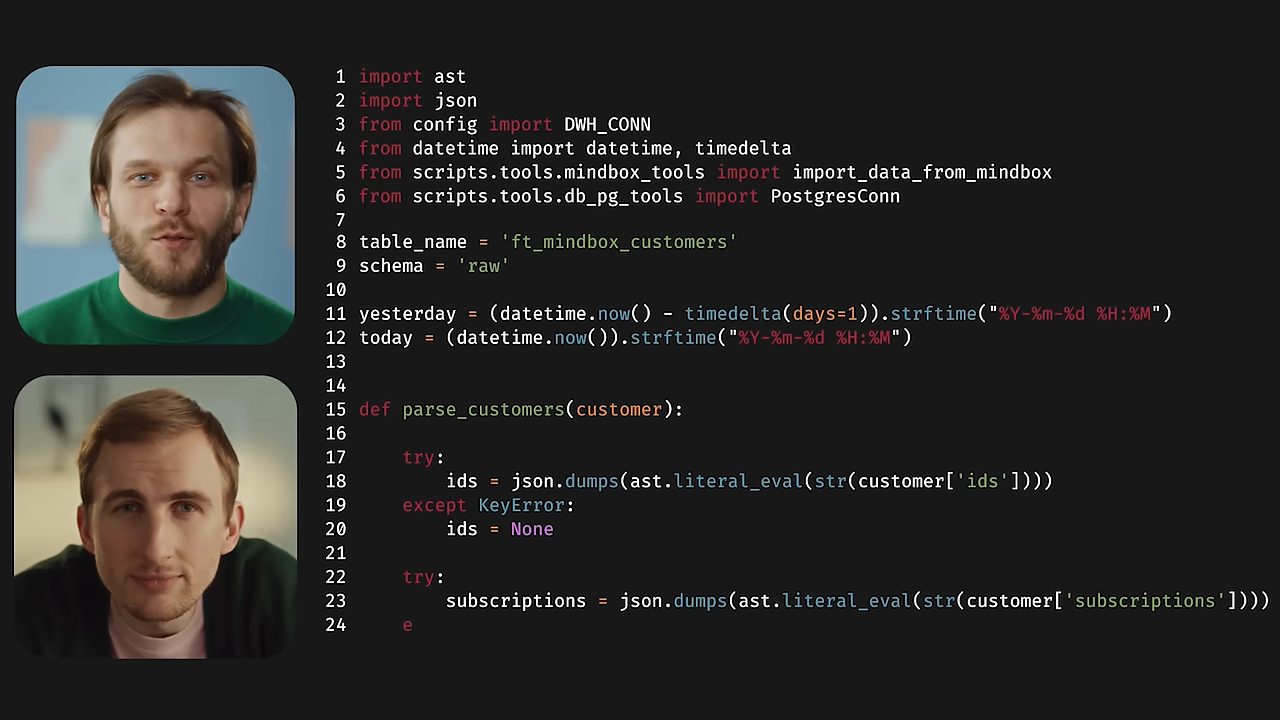 1 import ast
2 import json
3 from config import DWH_CONN
4 from datetime import datetime, timedelta
5 from scripts.tools.mindbox_tools import import_data_from_mindbox
6 from scripts.tools.db_pg_tools import PostgresConn
7
8 table_name = 'ft_mindbox_customers'
9 schema = 'raw'
10
11 yesterday = (datetime.now() - timedelta(days=1)).strftime("%Y-%m-%d %H:%M")
12 today = (datetime.now()).strftime("%Y-%m-%d %H:%M")
13
14
15 def parse_customers(customer):
16
17     try:
18         ids = json.dumps(ast.literal_eval(str(customer['ids'])))
19     except KeyError:
20         ids = None
21
22     try:
23         subscriptions = json.dumps(ast.literal_eval(str(customer['subscriptions'])))
24     e